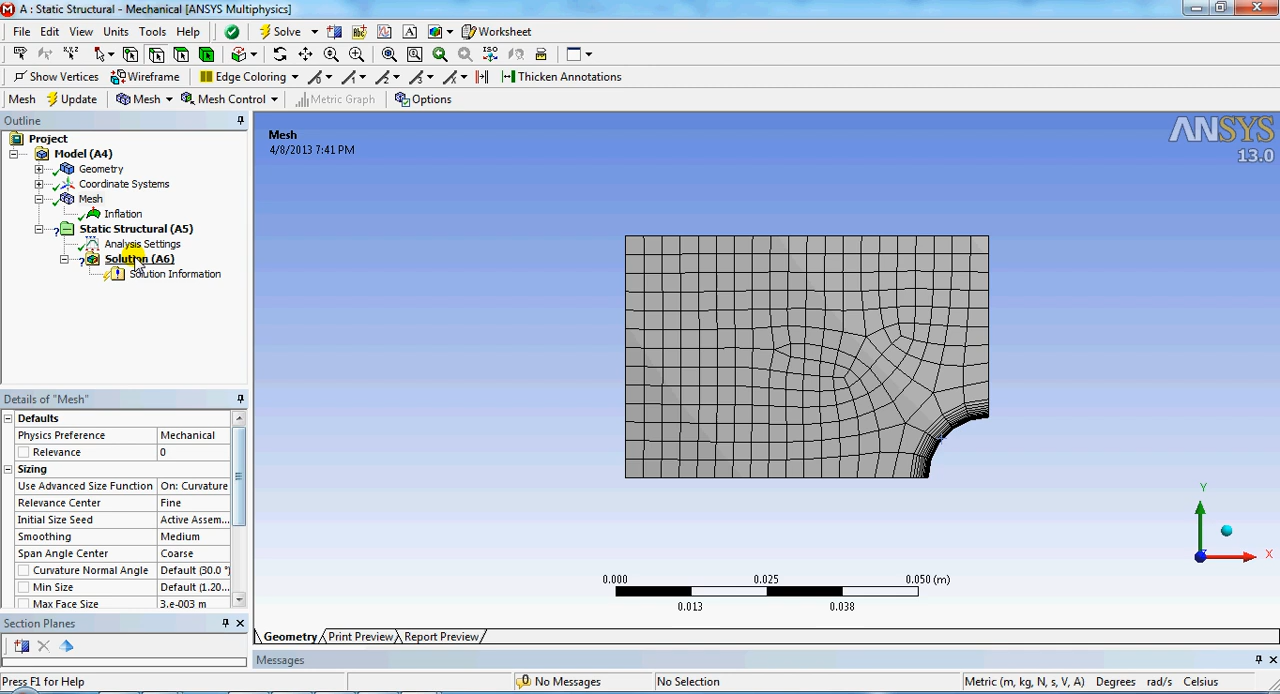 A : Static Structural - Mechanical [ANSYS Multiphysics]
File Edit View Units Tools Help Solve Worksheet
Show Vertices Wireframe Edge Coloring Thicken Annotations
Mesh Update Mesh Mesh Control Metric Graph Options
Outline
Project
Model (A4)
Geometry
Coordinate Systems
Mesh
Inflation
Static Structural (A5)
Analysis Settings
Solution (A6)
Solution Information
Details of "Mesh"
Defaults
Physics Preference Mechanical
Relevance 0
Sizing
Use Advanced Size Function On: Curvature
Relevance Center Fine
Initial Size Seed Active Assem...
Smoothing Medium
Span Angle Center Coarse
Curvature Normal Angle Default (30.0 °)
Min Size Default (1.20...
Max Face Size 3.e-003 m
Section Planes
Mesh
4/8/2013 7:41 PM
ANSYS
13.0
Y
X
0.000 0.025 0.050 (m)
0.013 0.038
Geometry Print Preview Report Preview
Messages
Press F1 for Help No Messages No Selection Metric (m, kg, N, s, V, A) Degrees rad/s Celsius